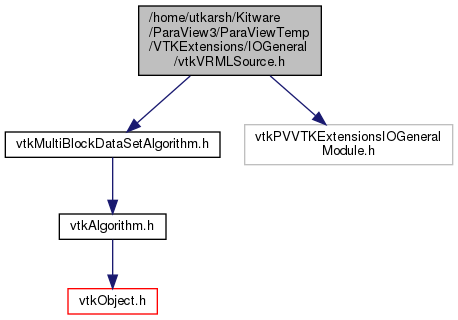 /home/utkarsh/Kitware
/ParaView3/ParaViewTemp
/VTKExtensions/IOGeneral
/vtkVRMLSource.h
vtkMultiBlockDataSetAlgorithm.h
vtkPVVTKExtensionsIOGeneral
Module.h
vtkAlgorithm.h
vtkObject.h